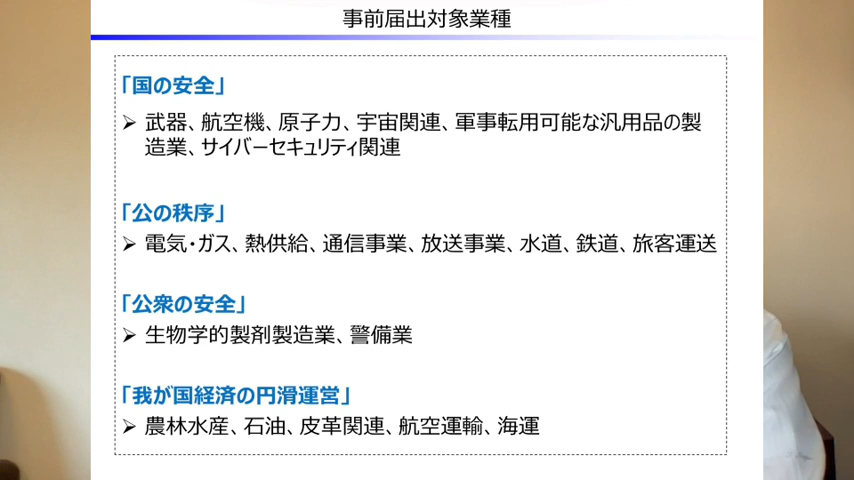 事前届出対象業種
「国の安全」
➢ 武器、航空機、原子力、宇宙関連、軍事転用可能な汎用品の製
造業、サイバーセキュリティ関連
「公の秩序」
➢ 電気・ガス、熱供給、通信事業、放送事業、水道、鉄道、旅客運送
「公衆の安全」
➢ 生物学的製剤製造業、警備業
「我が国経済の円滑運営」
➢ 農林水産、石油、皮革関連、航空運輸、海運